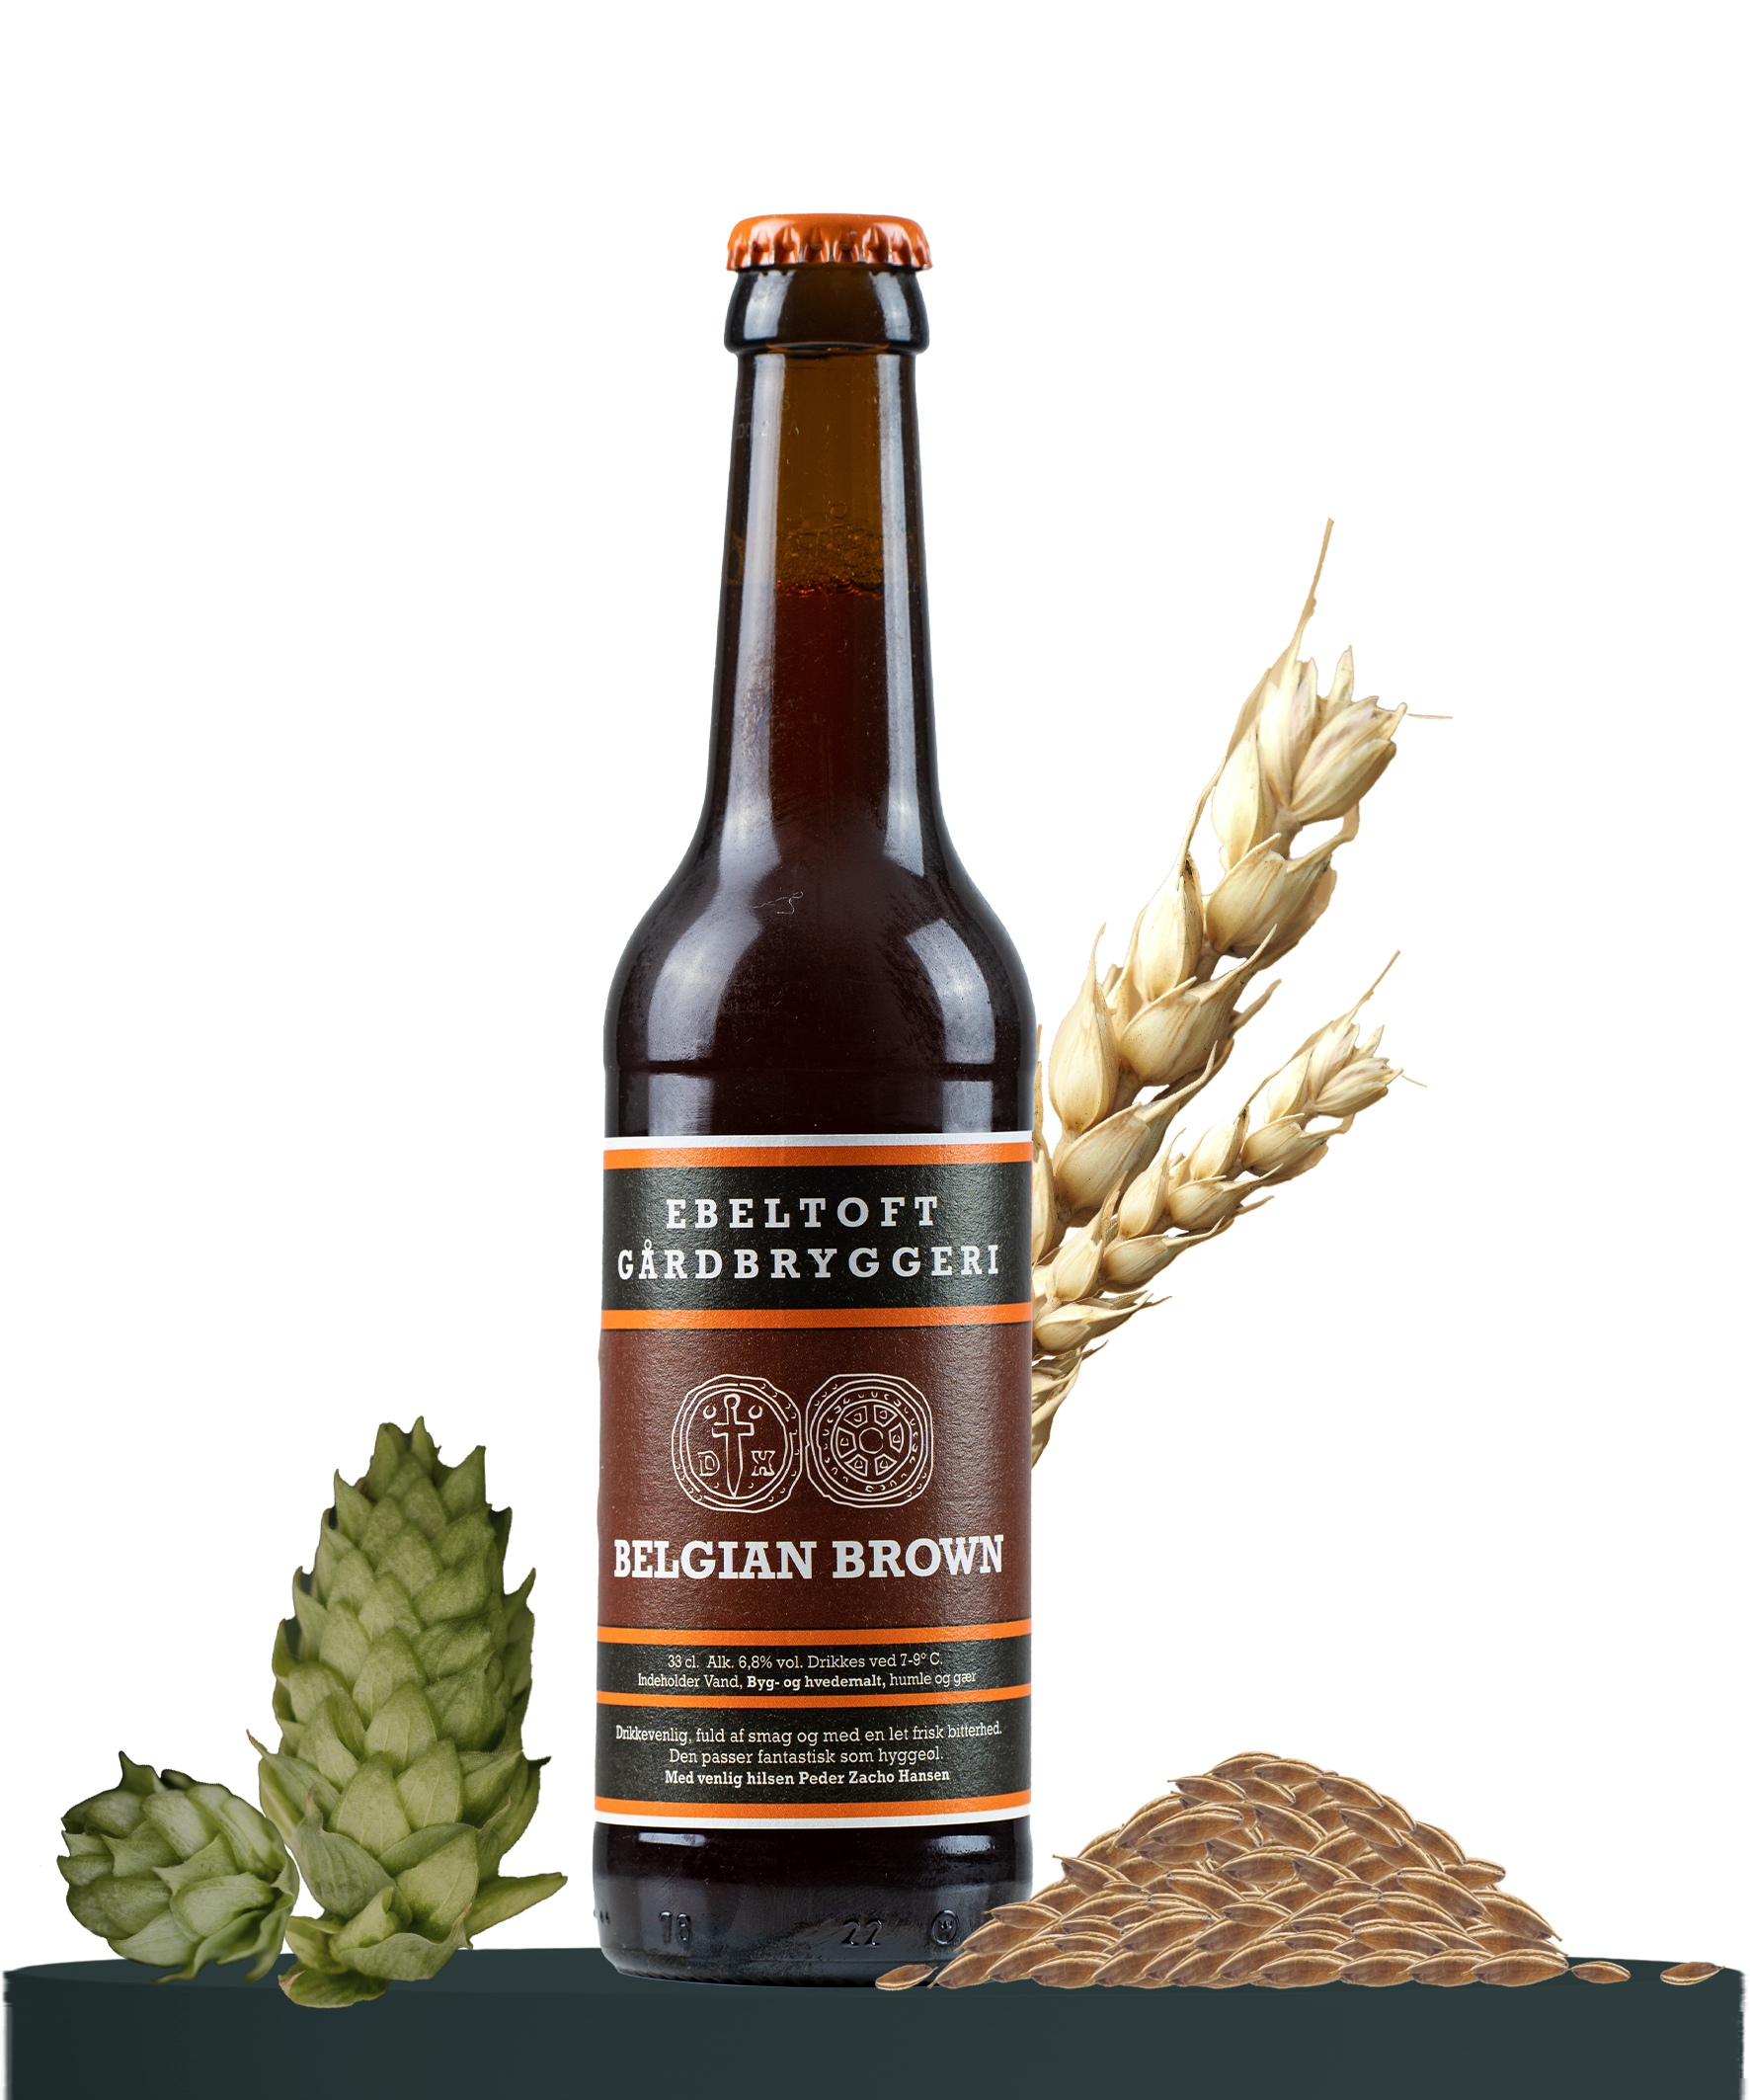 EBELTOFT
GÅRDBRYGGERI
D X
BELGIAN BROWN
33 cl. Alk. 6,8% vol. Drikkes ved 7-9° C.
Indeholder Vand, Byg- og hvedemalt, humle og gær
Drikkevenlig, fuld af smag og med en let frisk bitterhed.
Den passer fantastisk som hyggeøl.
Med venlig hilsen Peder Zacho Hansen
22